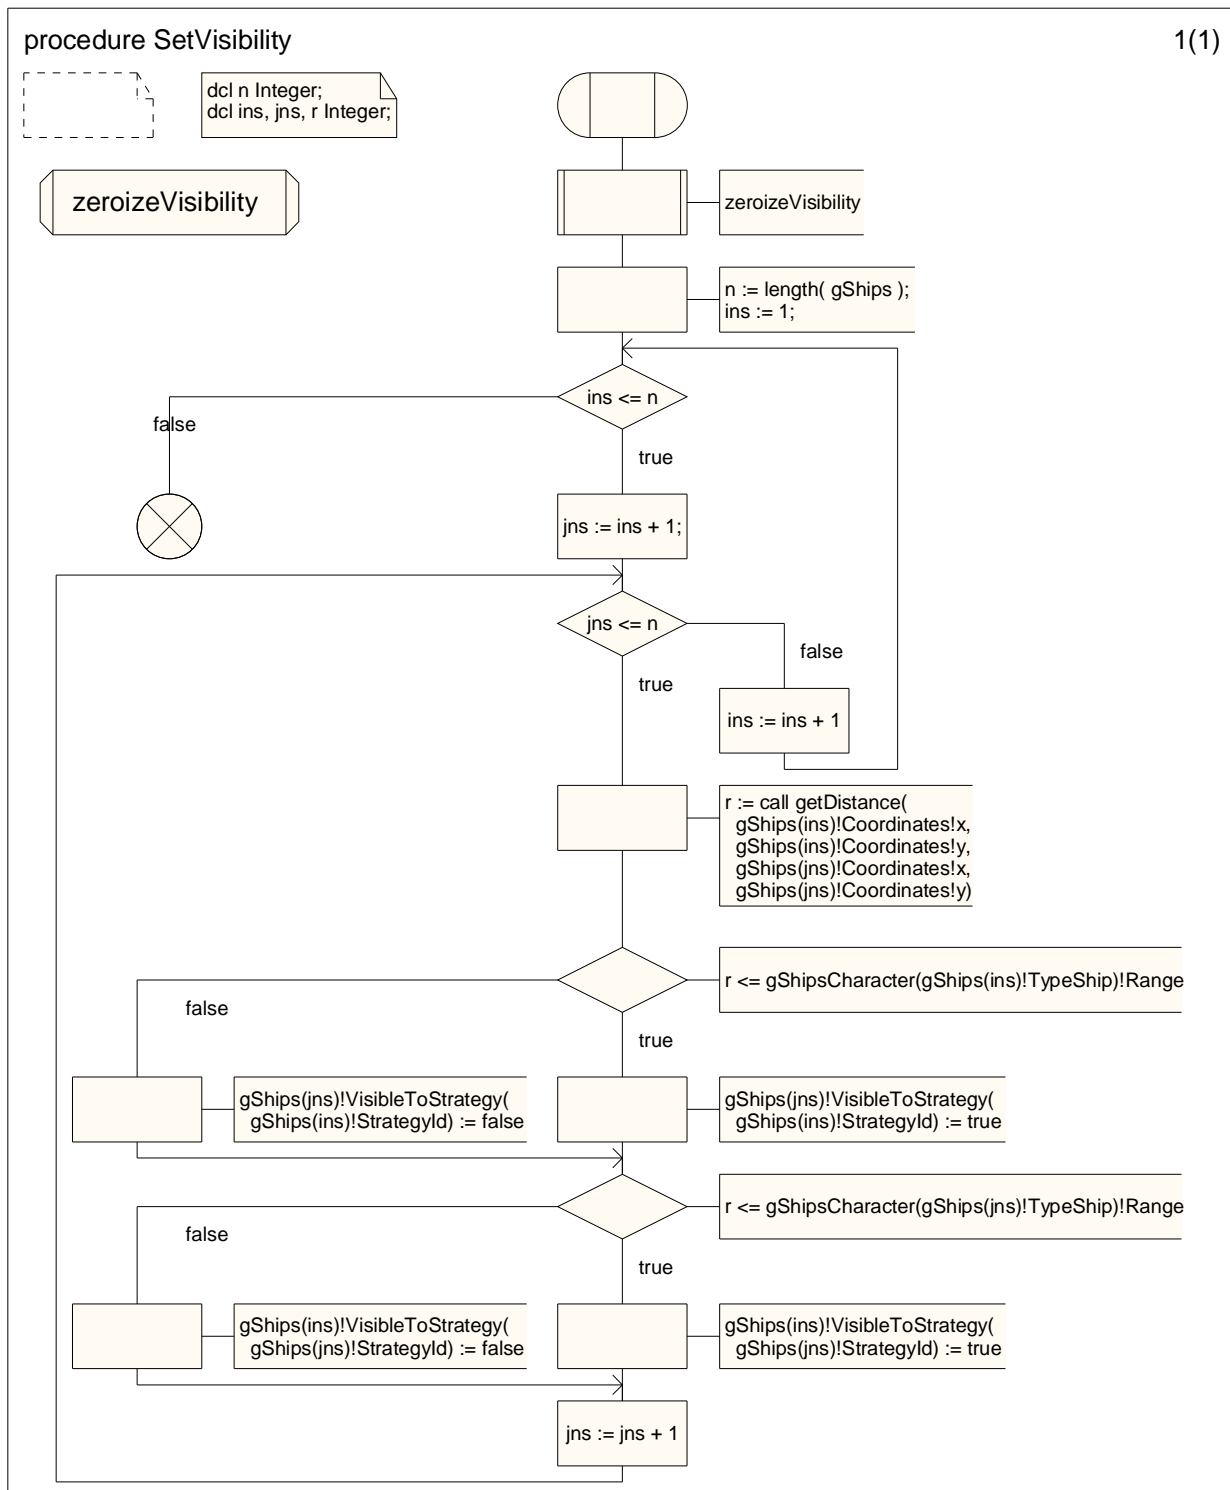 procedure SetVisibility
1(1)
dcl n Integer;
dcl ins, jns, r Integer;
zeroizeVisibility
zeroizeVisibility
n := length( gShips );
ins := 1;
ins <= n
false
true
jns := ins + 1;
jns <= n
false
true
ins := ins + 1
r := call getDistance(
gShips(ins)!Coordinates!x,
gShips(ins)!Coordinates!y,
gShips(jns)!Coordinates!x,
gShips(jns)!Coordinates!y)
r <= gShipsCharacter(gShips(ins)!TypeShip)!Range
false
true
gShips(jns)!VisibleToStrategy(
gShips(ins)!StrategyId) := false
gShips(jns)!VisibleToStrategy(
gShips(ins)!StrategyId) := true
r <= gShipsCharacter(gShips(jns)!TypeShip)!Range
false
true
gShips(ins)!VisibleToStrategy(
gShips(jns)!StrategyId) := false
gShips(ins)!VisibleToStrategy(
gShips(jns)!StrategyId) := true
jns := jns + 1